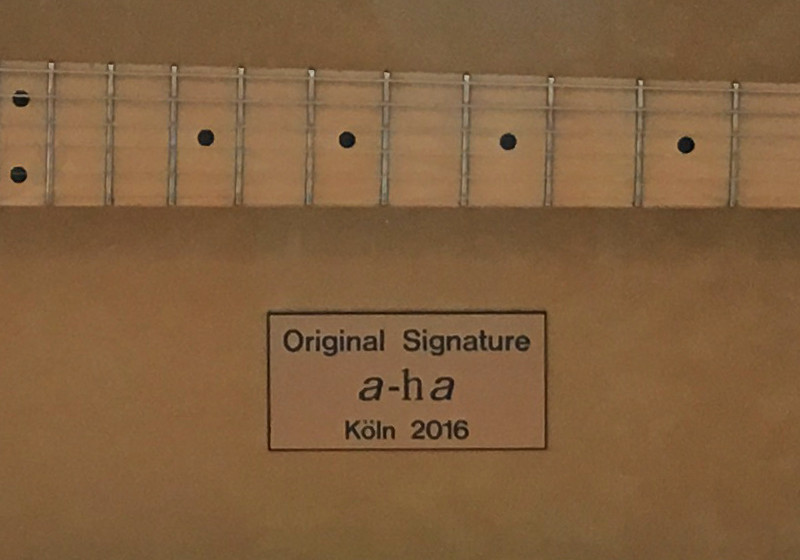 Original Signature
a-ha
Köln 2016